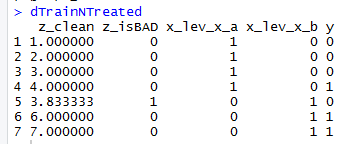 > dTrainNTreated
z_clean z_isBAD x_lev_x_a x_lev_x_b y
1 1.000000 0 1 0 0
2 2.000000 0 1 0 0
3 3.000000 0 1 0 0
4 4.000000 0 1 0 1
5 3.833333 1 0 1 0
6 6.000000 0 0 1 1
7 7.000000 0 0 1 1